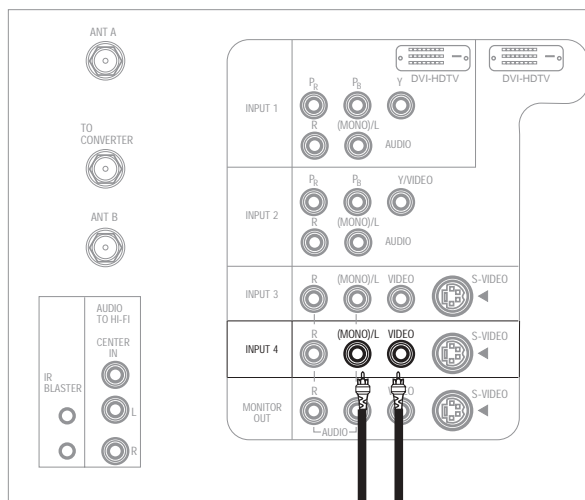 ANT A
TO
CONVERTER
ANT B
AUDIO
TO HI-FI
CENTER
IN
IR
BLASTER
L
R
DVI-HDTV DVI-HDTV
INPUT 1
PR PB Y
R (MONO)/L AUDIO
INPUT 2
PR PB Y/VIDEO
R (MONO)/L AUDIO
INPUT 3
R (MONO)/L VIDEO S-VIDEO
INPUT 4
R (MONO)/L VIDEO S-VIDEO
MONITOR
OUT
R VIDEO S-VIDEO
AUDIO